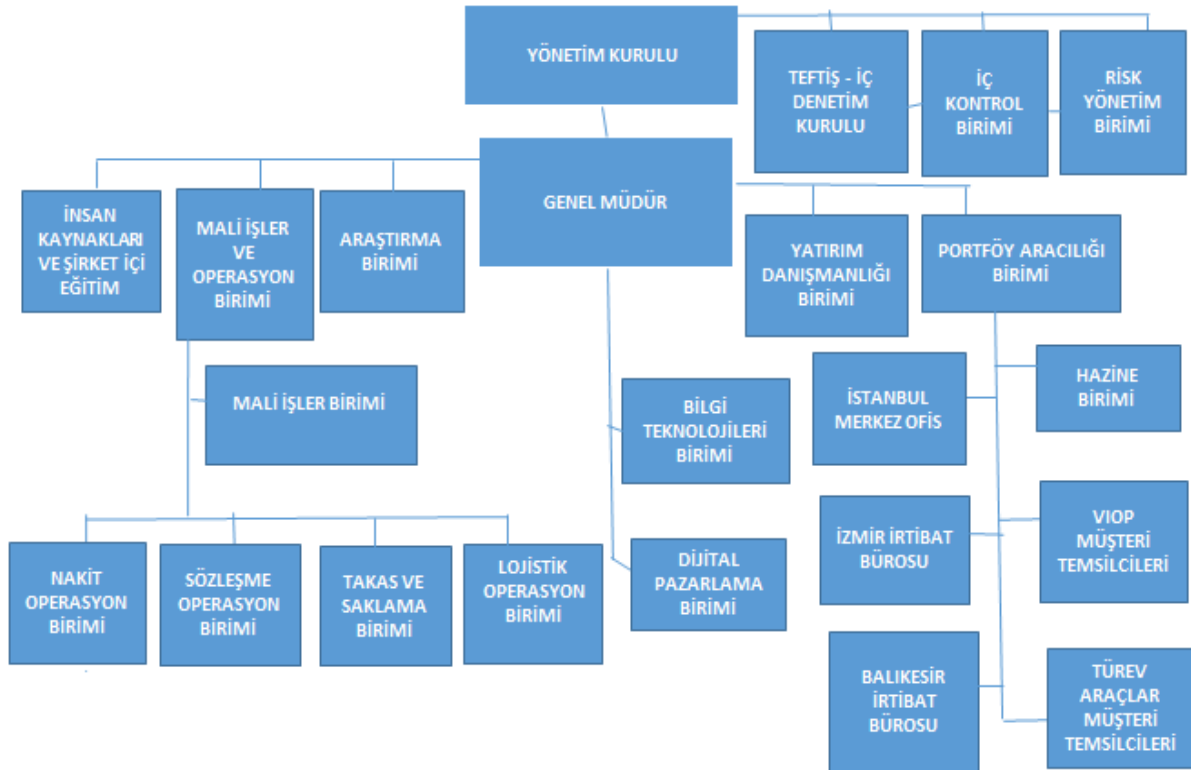 YÖNETİM KURULU
TEFTİŞ - İÇ
DENETİM
KURULU
İÇ
KONTROL
BİRİMİ
RİSK
YÖNETİM
BİRİMİ
GENEL MÜDÜR
İNSAN
KAYNAKLARI
VE ŞİRKET İÇİ
EĞİTİM
MALİ İŞLER
VE
OPERASYON
BİRİMİ
ARAŞTIRMA
BİRİMİ
YATIRIM
DANIŞMANLIĞI
BİRİMİ
PORTFÖY ARACILIĞI
BİRİMİ
MALİ İŞLER BİRİMİ
BİLGİ
TEKNOLOJİLERİ
BİRİMİ
İSTANBUL
MERKEZ OFİS
HAZİNE
BİRİMİ
NAKİT
OPERASYON
BİRİMİ
SÖZLEŞME
OPERASYON
BİRİMİ
TAKAS VE
SAKLAMA
BİRİMİ
LOJİSTİK
OPERASYON
BİRİMİ
DİJİTAL
PAZARLAMA
BİRİMİ
İZMİR İRTİBAT
BÜROSU
VIOP
MÜŞTERİ
TEMSİLCİLERİ
BALIKESİR
İRTİBAT
BÜROSU
TÜREV
ARAÇLAR
MÜŞTERİ
TEMSİLCİLERİ